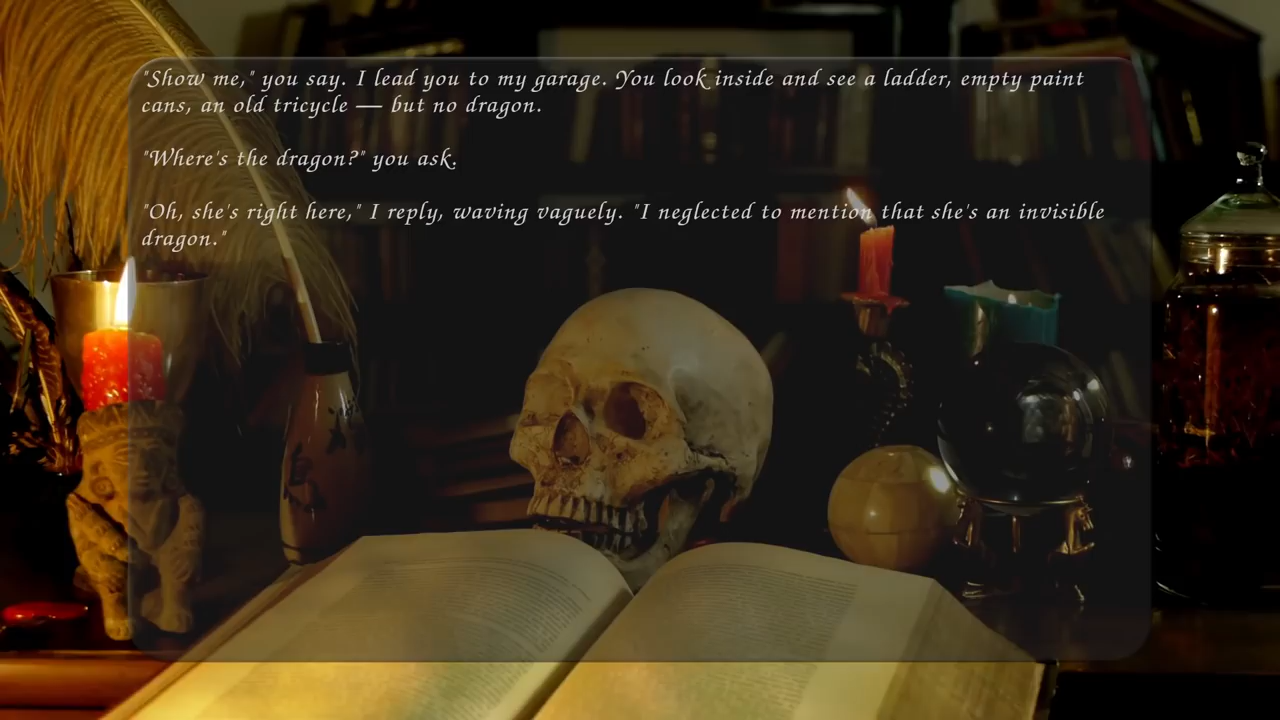 "Show me," you say. I lead you to my garage. You look inside and see a ladder, empty paint
cans, an old tricycle — but no dragon.
"Where's the dragon?" you ask.
"Oh, she's right here," I reply, waving vaguely. "I neglected to mention that she's an invisible
dragon."